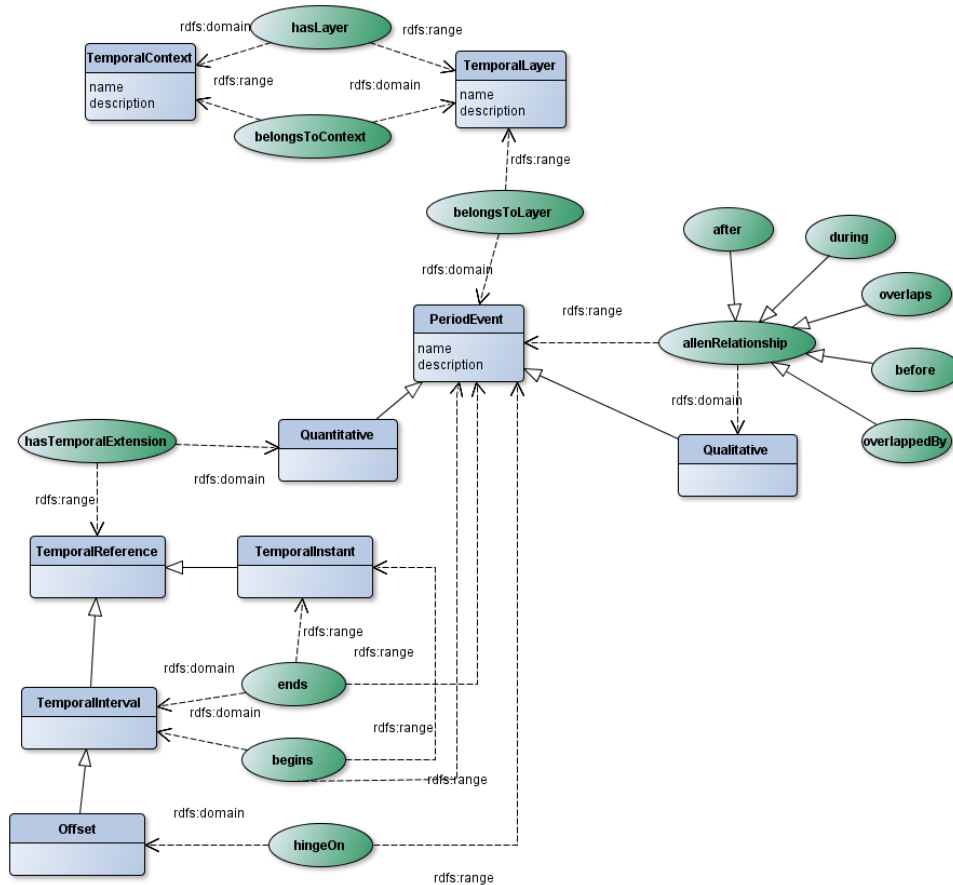 rdfs:domain
hasLayer
rdfs:range
TemporalContext
name
description
TemporalLayer
name
description
rdfs:range
rdfs:domain
belongsToContext
rdfs:range
belongsToLayer
rdfs:domain
after
during
overlaps
PeriodEvent
name
description
rdfs:range
allenRelationship
before
rdfs:domain
overlappedBy
Qualitative
hasTemporalExtension
Quantitative
rdfs:domain
rdfs:range
TemporalReference
TemporalInstant
rdfs:range
rdfs:range
rdfs:domain
ends
TemporalInterval
rdfs:domain
rdfs:range
begins
rdfs:range
rdfs:domain
Offset
hingeOn
rdfs:range